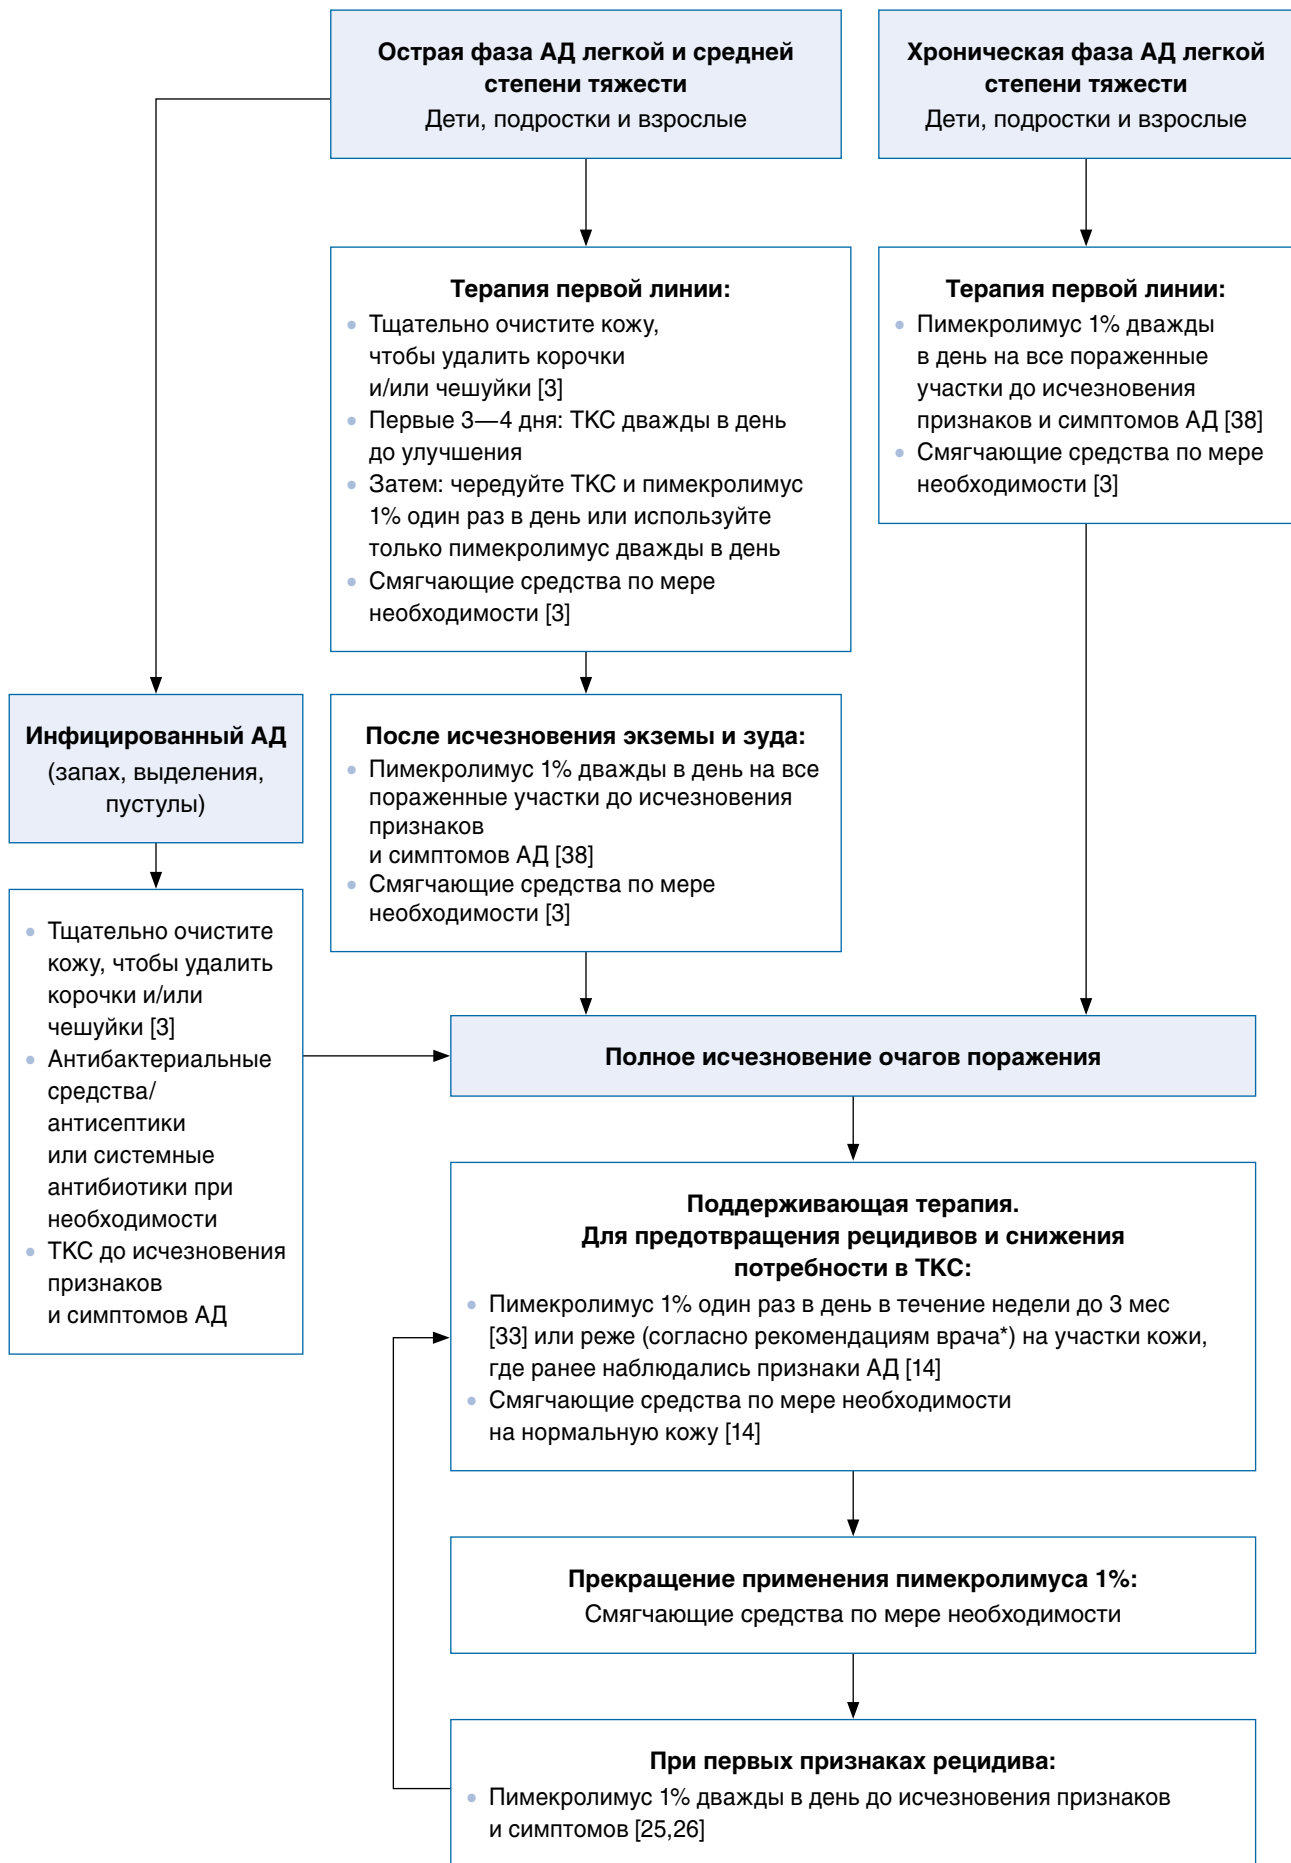 Острая фаза АД легкой и средней
степени тяжести
Дети, подростки и взрослые
Хроническая фаза АД легкой
степени тяжести
Дети, подростки и взрослые
Терапия первой линии:
• Тщательно очистите кожу,
чтобы удалить корочки
и/или чешуйки [3]
• Первые 3—4 дня: ТКС дважды в день
до улучшения
• Затем: чередуйте ТКС и пимекролимус
1% один раз в день или используйте
только пимекролимус дважды в день
• Смягчающие средства по мере
необходимости [3]
Терапия первой линии:
• Пимекролимус 1% дважды
в день на все пораженные
участки до исчезновения
признаков и симптомов АД [38]
• Смягчающие средства по мере
необходимости [3]
Инфицированный АД
(запах, выделения,
пустулы)
После исчезновения экземы и зуда:
• Пимекролимус 1% дважды в день на все
пораженные участки до исчезновения
признаков
и симптомов АД [38]
• Смягчающие средства по мере
необходимости [3]
• Тщательно очистите
кожу, чтобы удалить
корочки и/или
чешуйки [3]
• Антибактериальные
средства/
антисептики
или системные
антибиотики при
необходимости
• ТКС до исчезновения
признаков
и симптомов АД
Полное исчезновение очагов поражения
Поддерживающая терапия.
Для предотвращения рецидивов и снижения
потребности в ТКС:
• Пимекролимус 1% один раз в день в течение недели до 3 мес
[33] или реже (согласно рекомендациям врача*) на участки кожи,
где ранее наблюдались признаки АД [14]
• Смягчающие средства по мере необходимости
на нормальную кожу [14]
Прекращение применения пимекролимуса 1%:
Смягчающие средства по мере необходимости
При первых признаках рецидива:
• Пимекролимус 1% дважды в день до исчезновения признаков
и симптомов [25,26]